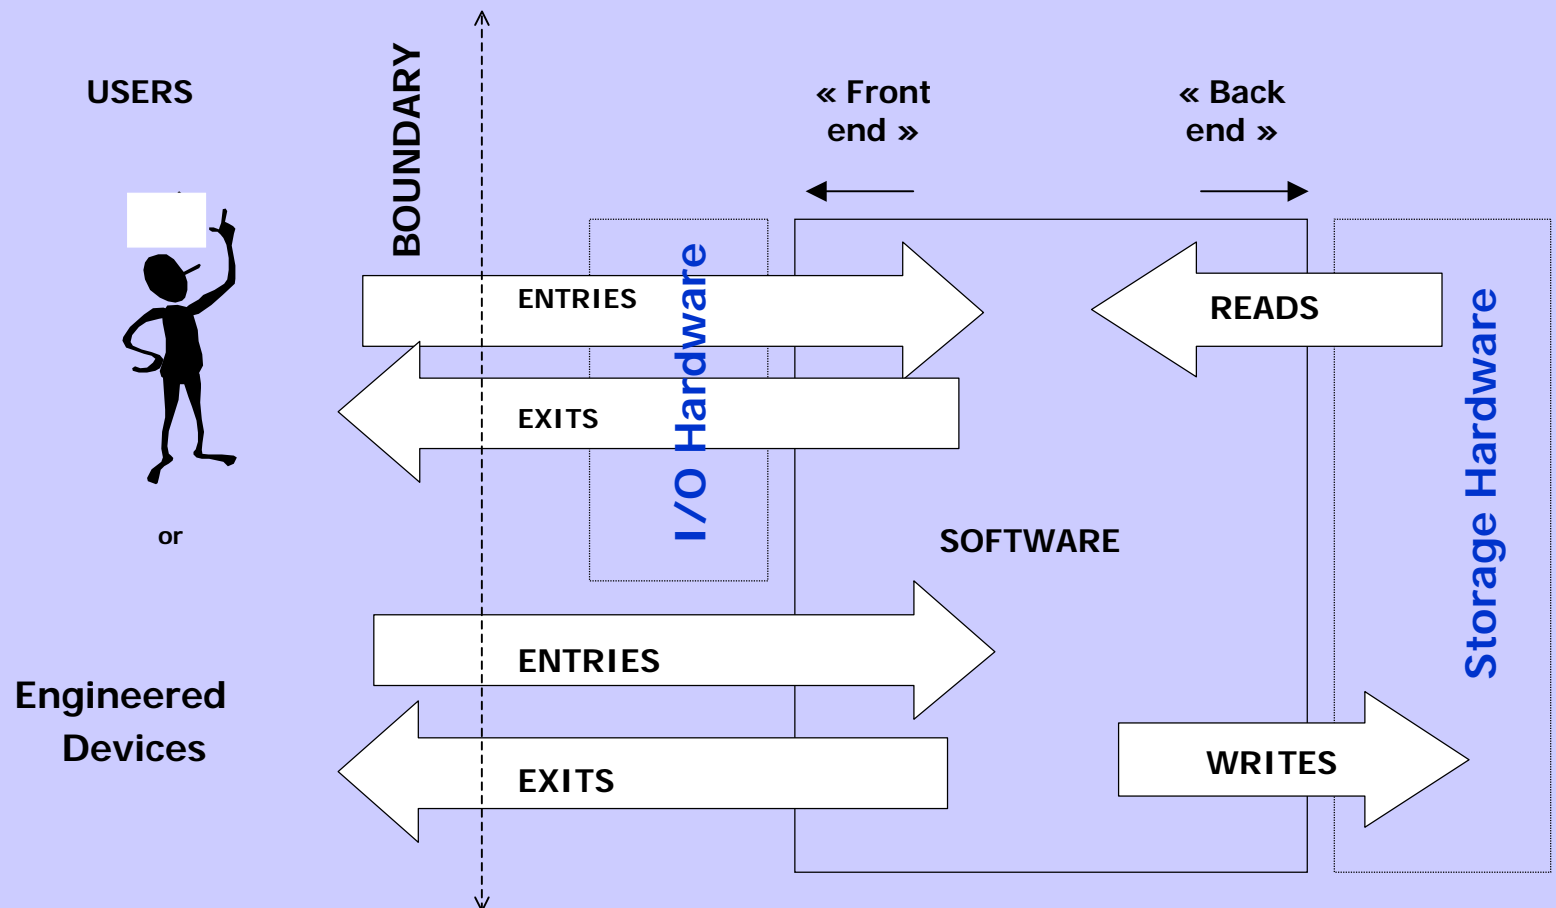 USERS
BOUNDARY
« Front
end »
« Back
end »
ENTRIES
READS
EXITS
I/O Hardware
Storage Hardware
or
SOFTWARE
ENTRIES
Engineered
Devices
EXITS
WRITES